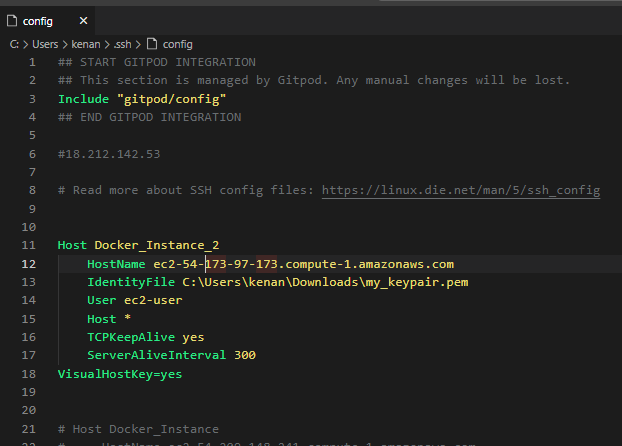 config ×
C: > Users > kenan > .ssh > config
1 ## START GITPOD INTEGRATION
2 ## This section is managed by Gitpod. Any manual changes will be lost.
3 Include "gitpod/config"
4 ## END GITPOD INTEGRATION
5
6 #18.212.142.53
7
8 # Read more about SSH config files: https://linux.die.net/man/5/ssh_config
9
10
11 Host Docker_Instance_2
12 HostName ec2-54-173-97-173.compute-1.amazonaws.com
13 IdentityFile C:\Users\kenan\Downloads\my_keypair.pem
14 User ec2-user
15 Host *
16 TCPKeepAlive yes
17 ServerAliveInterval 300
18 VisualHostKey=yes
19
20
21 # Host Docker_Instance